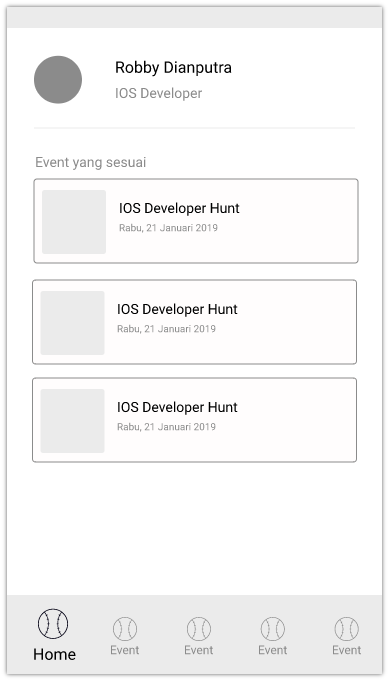 Robby Dianputra
IOS Developer
Event yang sesuai
IOS Developer Hunt
Rabu, 21 Januari 2019
IOS Developer Hunt
Rabu, 21 Januari 2019
IOS Developer Hunt
Rabu, 21 Januari 2019
Home
Event
Event
Event
Event